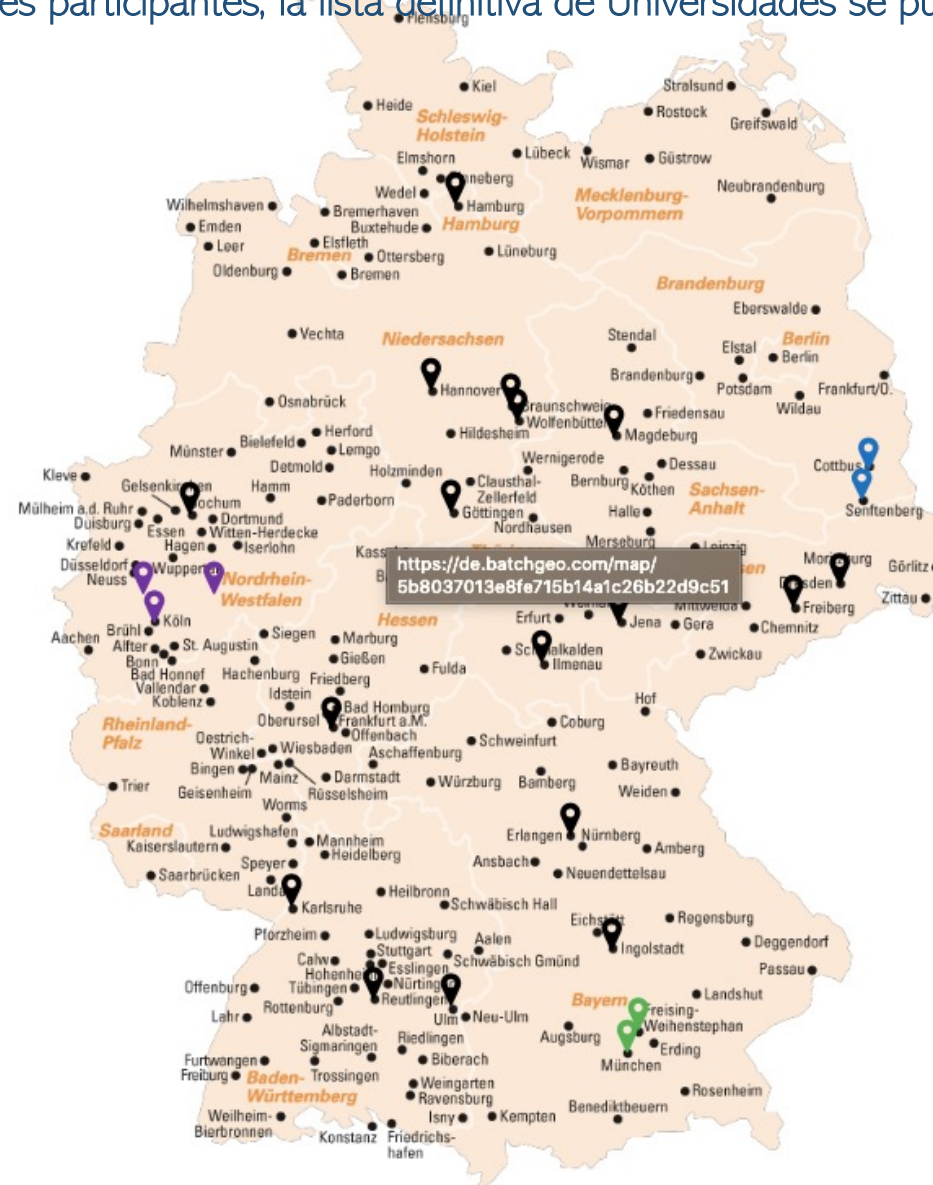 es participantes, la lista definitiva de Universidades se pu
Flensburg
Kiel
Stralsund
Heide
Rostock
Greifswald
Schleswig-
Holstein
Elmshorn
Lübeck
Wismar
Güstrow
Wedel
Neubrandenburg
Mecklenburg-
Vorpommern
Wilhelmshaven
Bremerhaven
Hamburg
Emden
Buxtehude
Hamburg
Leer
Elsfleth
Bremen
Ottersberg
Lüneburg
Oldenburg
Bremen
Brandenburg
Eberswalde
Vechta
Niedersachsen
Stendal
Berlin
Elstal
Berlin
Brandenburg
Potsdam
Frankfurt/O.
Hannover
Wildau
Osnabrück
Braunschweig
Friedensau
Wolfenbüttel
Herford
Hildesheim
Magdeburg
Bielefeld
Münster
Lemgo
Detmold
Holzminden
Wernigerode
Dessau
Cottbus
Kleve
Bernburg
Köthen
Gelsenkirchen
Hamm
Clausthal-
Zellerfeld
Sachsen-
Anhalt
Mülheim a.d. Ruhr
ochum
Paderborn
Göttingen
Halle
Senftenberg
Duisburg
Dortmund
Nordhausen
Essen
Witten-Herdecke
Merseburg
Krefeld
Hagen
Iserlohn
Kass
Leipzig
Düsseldorf
Wupper
https://de.batchgeo.com/map/
5b8037013e8fe715b14a1c26b22d9c51
sen
Görlitz
Neuss
Nordrhein-
Westfalen
Freiberg
Zittau
Köln
Hessen
Erfurt
Jena
Gera
Chemnitz
Aachen
Brühl
Siegen
Marburg
Alfter
St. Augustin
Bonn
Gießen
Ilmenau
Zwickau
Bad Honnef
Hachenburg
Fulda
Vallendar
Friedberg
Koblenz
Idstein
Hof
Bad Homburg
Oberursel
Frankfurt a.M.
Coburg
Rheinland-
Pfalz
Offenbach
Oestrich-
Winkel
Wiesbaden
Aschaffenburg
Schweinfurt
Bingen
Mainz
Darmstadt
Würzburg
Bamberg
Bayreuth
Trier
Geisenheim
Rüsselsheim
Weiden
Worms
Saarland
Ludwigshafen
Mannheim
Erlangen
Nürnberg
Kaiserslautern
Heidelberg
Amberg
Speyer
Ansbach
Saarbrücken
Neuendettelsau
Landa
Heilbronn
Karlsruhe
Schwäbisch Hall
Eichstätt
Regensburg
Pforzheim
Ludwigsburg
Aalen
Ingolstadt
Deggendorf
Stuttgart
Calw
Esslingen
Schwäbisch Gmünd
Passau
Hohenhei
Offenburg
Tübingen
Nürting
Landshut
Rottenburg
Reutlingen
Bayern
Freising-
Weihenstephan
Lahr
Ulm
Neu-Ulm
Augsburg
Albstadt-
Sigmaringen
Riedlingen
Erding
Furtwangen
Biberach
München
Freiburg
Trossingen
Baden-
Württemberg
Weingarten
Ravensburg
Rosenheim
Weilheim-
Bierbronnen
Isny
Kempten
Benediktbeuern
Konstanz
Friedrichs-
hafen